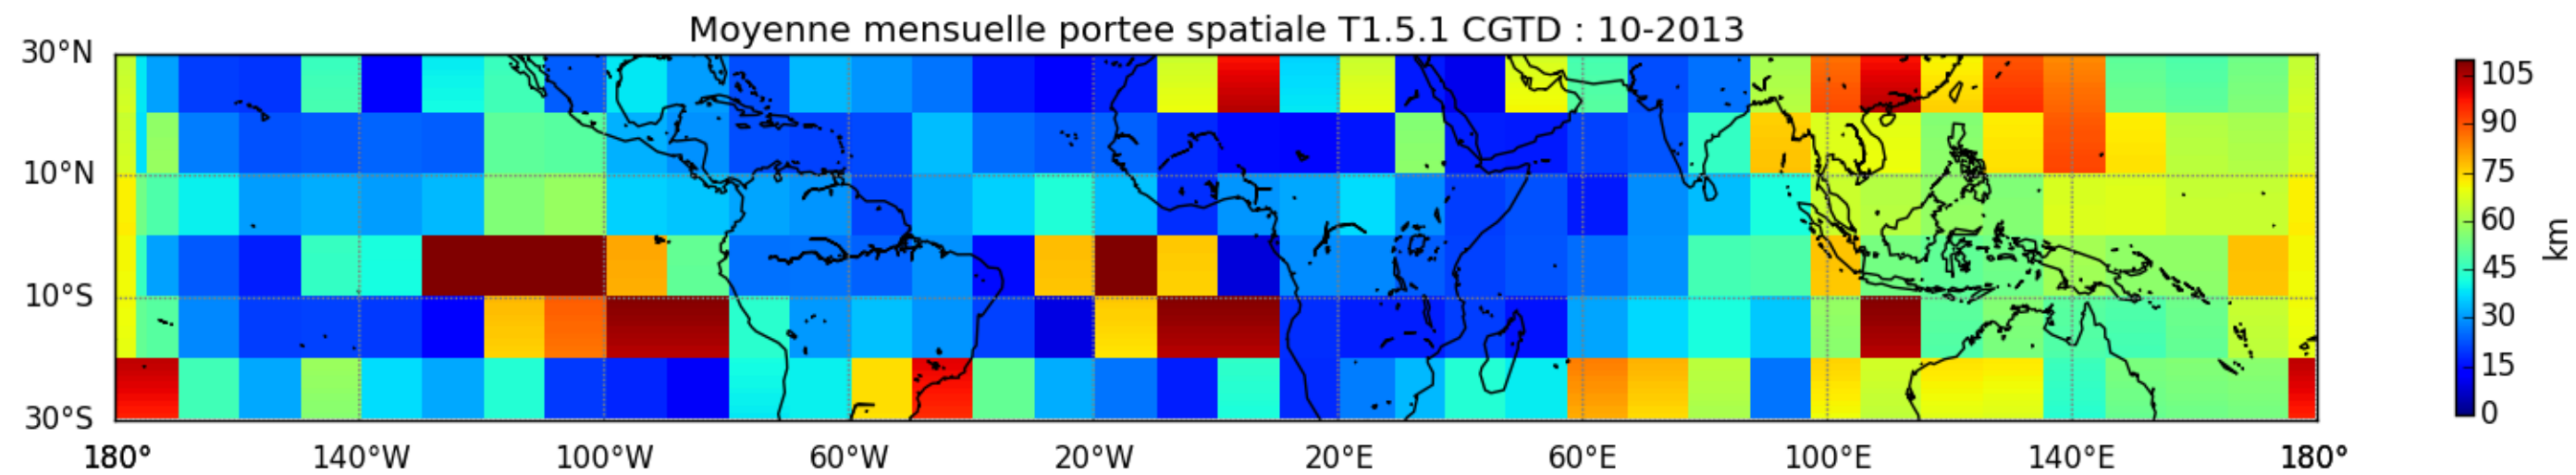 Moyenne mensuelle portee spatiale T1.5.1 CGTD : 10-2013
30°N
10°N
10°S
30°S
180° 140°W 100°W 60°W 20°W 20°E 60°E 100°E 140°E 180°
105
90
75
60
45
30
15
0
km